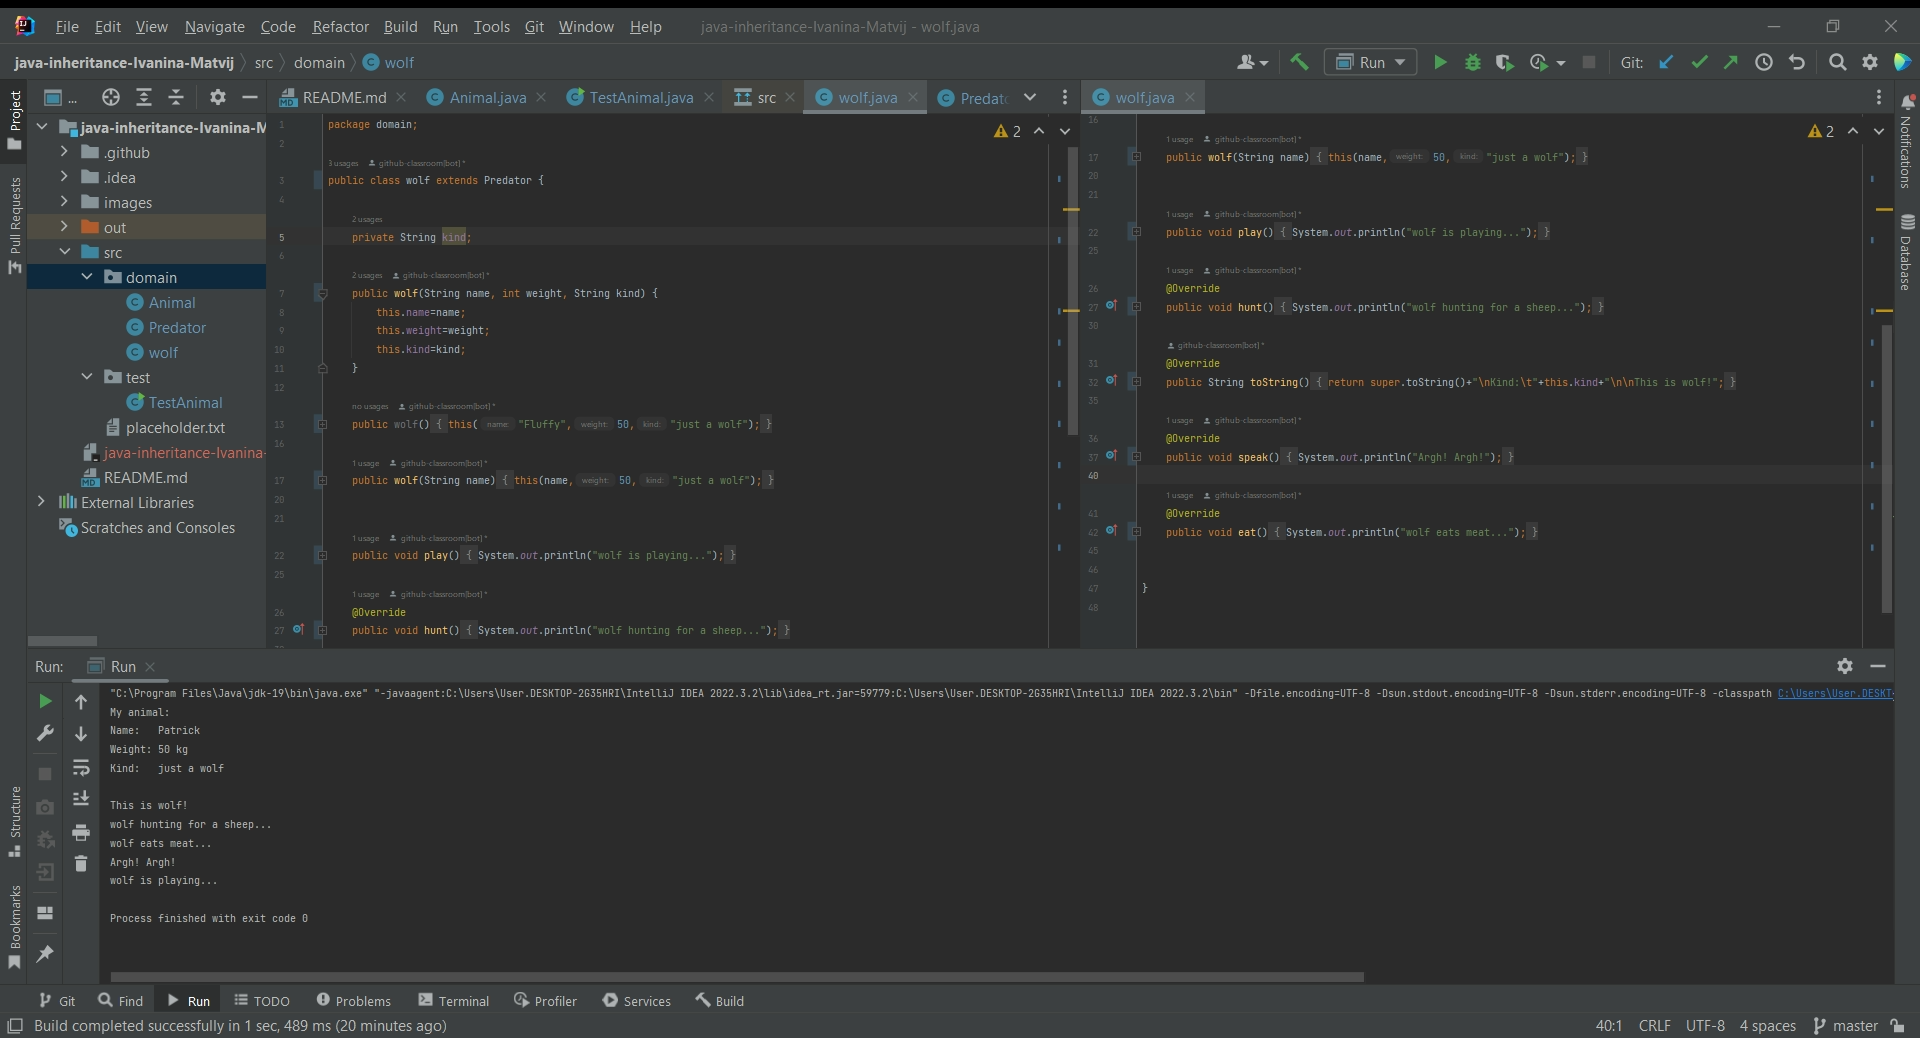 File Edit View Navigate Code Refactor Build Run Tools Git Window Help java-inheritance-Ivanina-Matvij - wolf.java
java-inheritance-Ivanina-Matvij src domain wolf
Run Git:
Project
Pull Requests
Structure
Bookmarks
...
java-inheritance-Ivanina-M
.github
.idea
images
out
src
domain
Animal
Predator
wolf
test
TestAnimal
placeholder.txt
java-inheritance-Ivanina-
README.md
External Libraries
Scratches and Consoles
README.md Animal.java TestAnimal.java src wolf.java Predat
2
1 package domain;
2
3 usages github-classroom[bot] *
3 public class wolf extends Predator {
4
2 usages
5 private String kind;
6
2 usages github-classroom[bot] *
7 public wolf(String name, int weight, String kind) {
8 this.name=name;
9 this.weight=weight;
10 this.kind=kind;
11 }
12
no usages github-classroom[bot] *
13 public wolf() { this( name: "Fluffy", weight: 50, kind: "just a wolf"); }
16
1 usage github-classroom[bot] *
17 public wolf(String name) { this(name, weight: 50, kind: "just a wolf"); }
20
21
1 usage github-classroom[bot] *
22 public void play() { System.out.println("wolf is playing..."); }
25
1 usage github-classroom[bot] *
26 @Override
27 public void hunt() { System.out.println("wolf hunting for a sheep..."); }
wolf.java
2
16
1 usage github-classroom[bot] *
17 public wolf(String name) { this(name, weight: 50, kind: "just a wolf"); }
20
21
1 usage github-classroom[bot] *
22 public void play() { System.out.println("wolf is playing..."); }
25
1 usage github-classroom[bot] *
26 @Override
27 public void hunt() { System.out.println("wolf hunting for a sheep..."); }
30
github-classroom[bot] *
31 @Override
32 public String toString() { return super.toString()+"\nKind:\t"+this.kind+"\n\nThis is wolf!"; }
35
1 usage github-classroom[bot] *
36 @Override
37 public void speak() { System.out.println("Argh! Argh!"); }
40
1 usage github-classroom[bot] *
41 @Override
42 public void eat() { System.out.println("wolf eats meat..."); }
45
46
47 }
48
Notifications
Database
Run: Run
"C:\Program Files\Java\jdk-19\bin\java.exe" "-javaagent:C:\Users\User.DESKTOP-2G35HRI\IntelliJ IDEA 2022.3.2\lib\idea_rt.jar=59779:C:\Users\User.DESKTOP-2G35HRI\IntelliJ IDEA 2022.3.2\bin" -Dfile.encoding=UTF-8 -Dsun.stdout.encoding=UTF-8 -Dsun.stderr.encoding=UTF-8 -classpath C:\Users\User.DESKT
My animal:
Name: Patrick
Weight: 50 kg
Kind: just a wolf
This is wolf!
wolf hunting for a sheep...
wolf eats meat...
Argh! Argh!
wolf is playing...
Process finished with exit code 0
Git Find Run TODO Problems Terminal Profiler Services Build
Build completed successfully in 1 sec, 489 ms (20 minutes ago) 40:1 CRLF UTF-8 4 spaces master